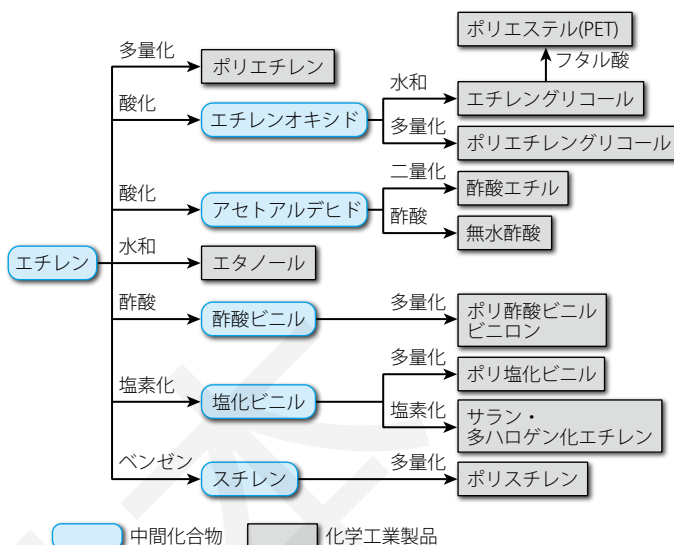 ポリエステル(PET)
多量化
ポリエチレン
フタル酸
酸化
エチレンオキシド
水和
エチレングリコール
多量化
ポリエチレングリコール
酸化
アセトアルデヒド
二量化
酢酸エチル
酢酸
無水酢酸
エチレン
水和
エタノール
酢酸
酢酸ビニル
多量化
ポリ酢酸ビニル
ビニロン
塩素化
塩化ビニル
多量化
ポリ塩化ビニル
塩素化
サラン・
多ハロゲン化エチレン
ベンゼン
スチレン
多量化
ポリスチレン
中間化合物
化学工業製品